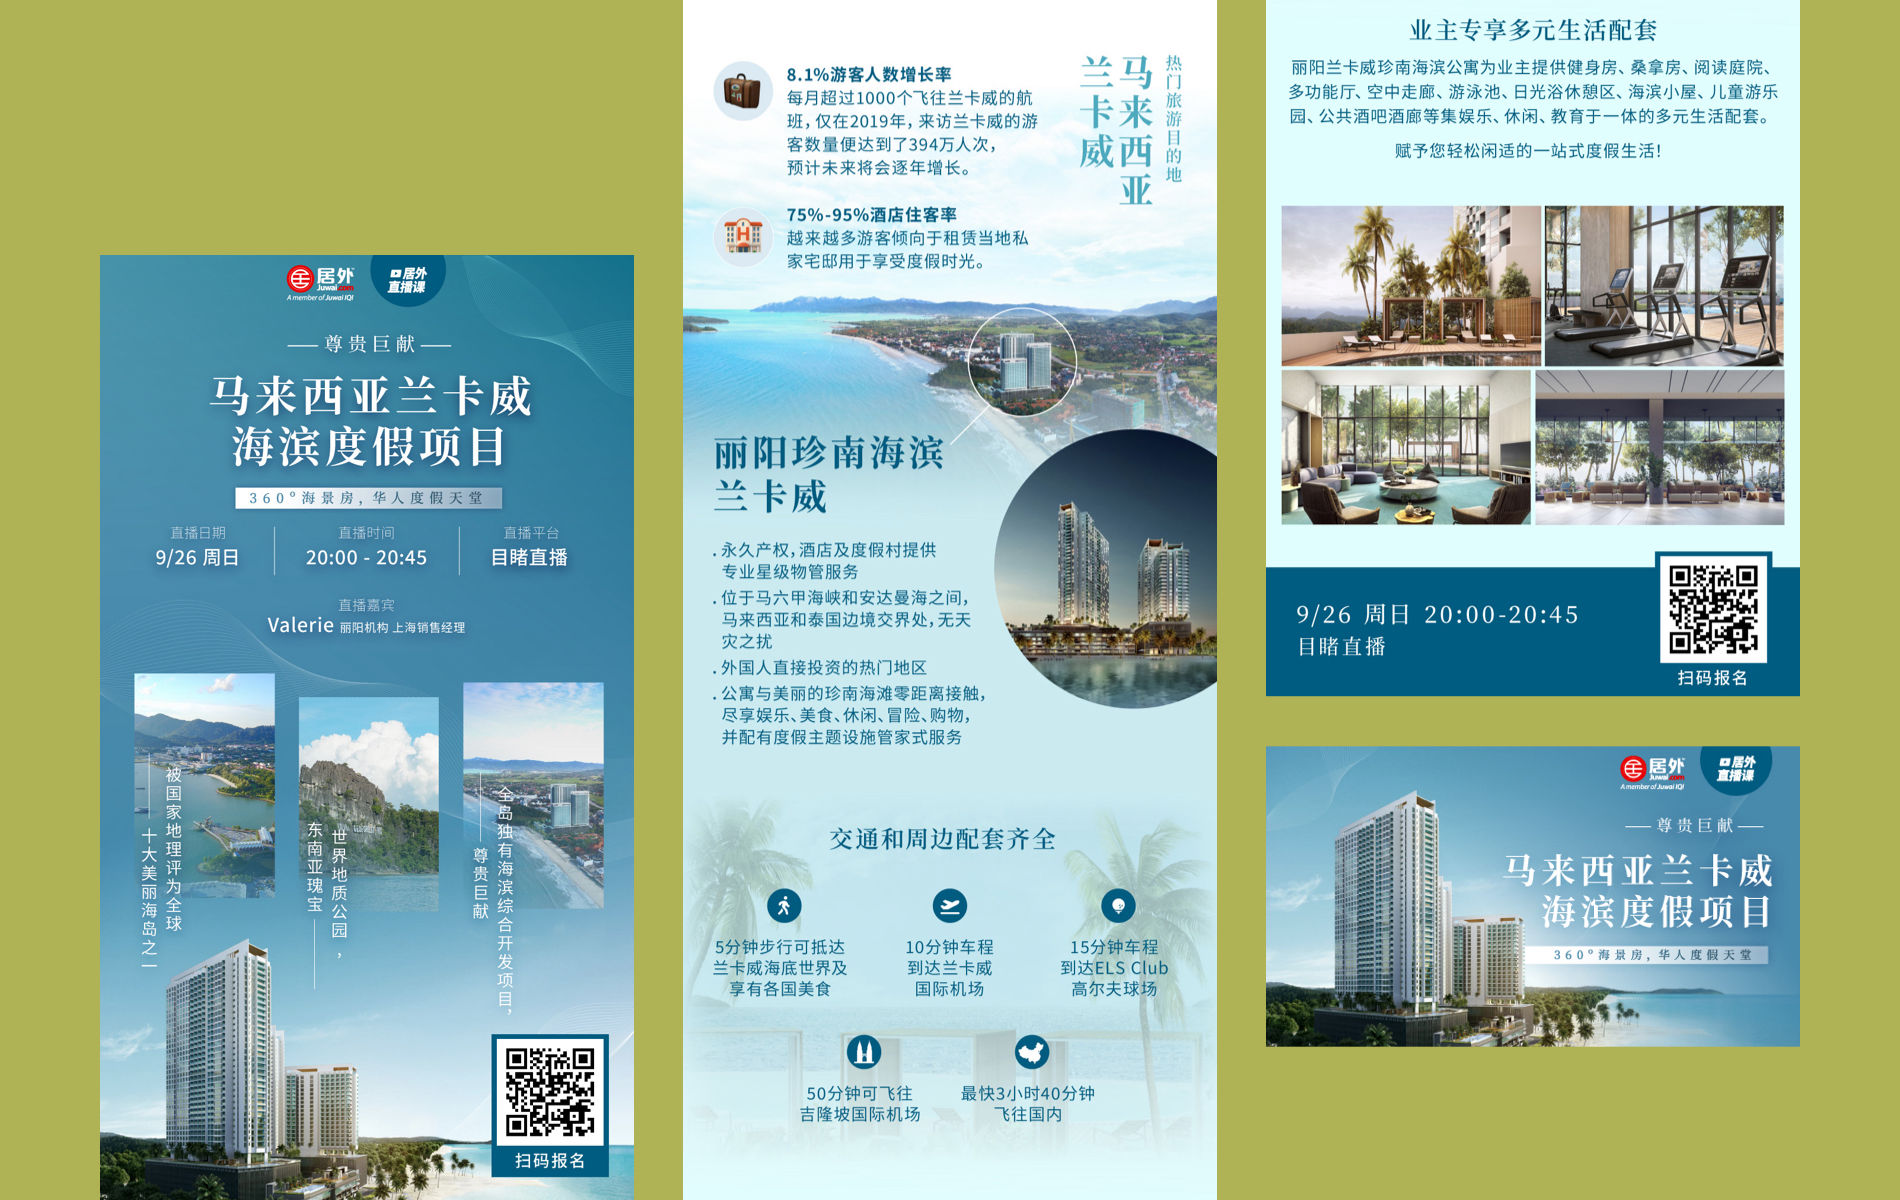 居外
Juwai.com
A member of Juwai IQI
居外
直播课
尊贵巨献
马来西亚兰卡威
海滨度假项目
360º海景房，华人度假天堂
直播日期
9/26 周日
直播时间
20:00 - 20:45
直播平台
目睹直播
直播嘉宾
Valerie 丽阳机构 上海销售经理
被国家地理评为全球
十大美丽海岛之一
世界地质公园，
东南亚瑰宝
全岛独有海滨综合开发项目，
尊贵巨献
扫码报名
热门旅游目的地
马来西亚
兰卡威
8.1%游客人数增长率
每月超过1000个飞往兰卡威的航
班，仅在2019年，来访兰卡威的游
客数量便达到了394万人次，
预计未来将会逐年增长。
75%-95%酒店住客率
越来越多游客倾向于租赁当地私
家宅邸用于享受度假时光。
丽阳珍南海滨
兰卡威
. 永久产权，酒店及度假村提供
专业星级物管服务
. 位于马六甲海峡和安达曼海之间，
马来西亚和泰国边境交界处，无天
灾之扰
. 外国人直接投资的热门地区
. 公寓与美丽的珍南海滩零距离接触，
尽享娱乐、美食、休闲、冒险、购物，
并配有度假主题设施管家式服务
交通和周边配套齐全
5分钟步行可抵达
兰卡威海底世界及
享有各国美食
10分钟车程
到达兰卡威
国际机场
15分钟车程
到达ELS Club
高尔夫球场
50分钟可飞往
吉隆坡国际机场
最快3小时40分钟
飞往国内
业主专享多元生活配套
丽阳兰卡威珍南海滨公寓为业主提供健身房、桑拿房、阅读庭院、
多功能厅、空中走廊、游泳池、日光浴休憩区、海滨小屋、儿童游乐
园、公共酒吧酒廊等集娱乐、休闲、教育于一体的多元生活配套。
赋予您轻松闲适的一站式度假生活！
9/26 周日 20:00-20:45
目睹直播
扫码报名
居外
Juwai.com
A member of Juwai IQI
居外
直播课
尊贵巨献
马来西亚兰卡威
海滨度假项目
360º海景房，华人度假天堂